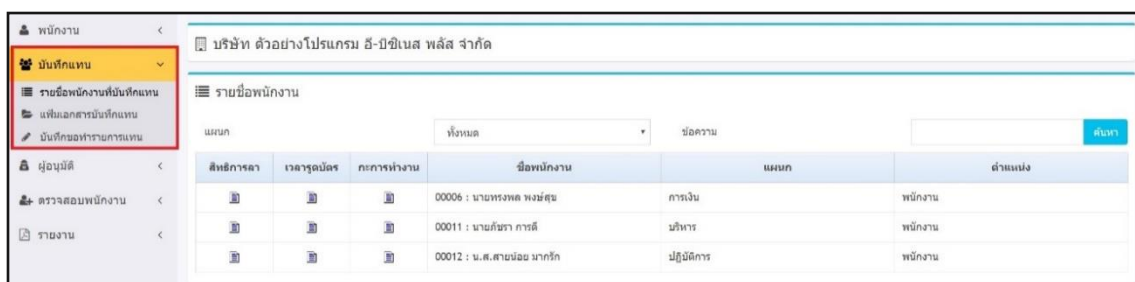 พนักงาน
บันทึกแทน
รายชื่อพนักงานที่บันทึกแทน
แฟ้มเอกสารบันทึกแทน
บันทึกขอทำรายการแทน
ผู้อนุมัติ
ตรวจสอบพนักงาน
รายงาน
บริษัท ตัวอย่างโปรแกรม อี-บิซิเนส พลัส จำกัด
รายชื่อพนักงาน
แผนก ทั้งหมด ข้อความ ค้นหา
สิทธิการลา เวลารูดบัตร กะการทำงาน ชื่อพนักงาน แผนก ตำแหน่ง
00006 : นายทรงพล พงษ์สุข การเงิน พนักงาน
00011 : นายภัชรา การดี บริหาร พนักงาน
00012 : น.ส.สายน้อย มากรัก ปฏิบัติการ พนักงาน